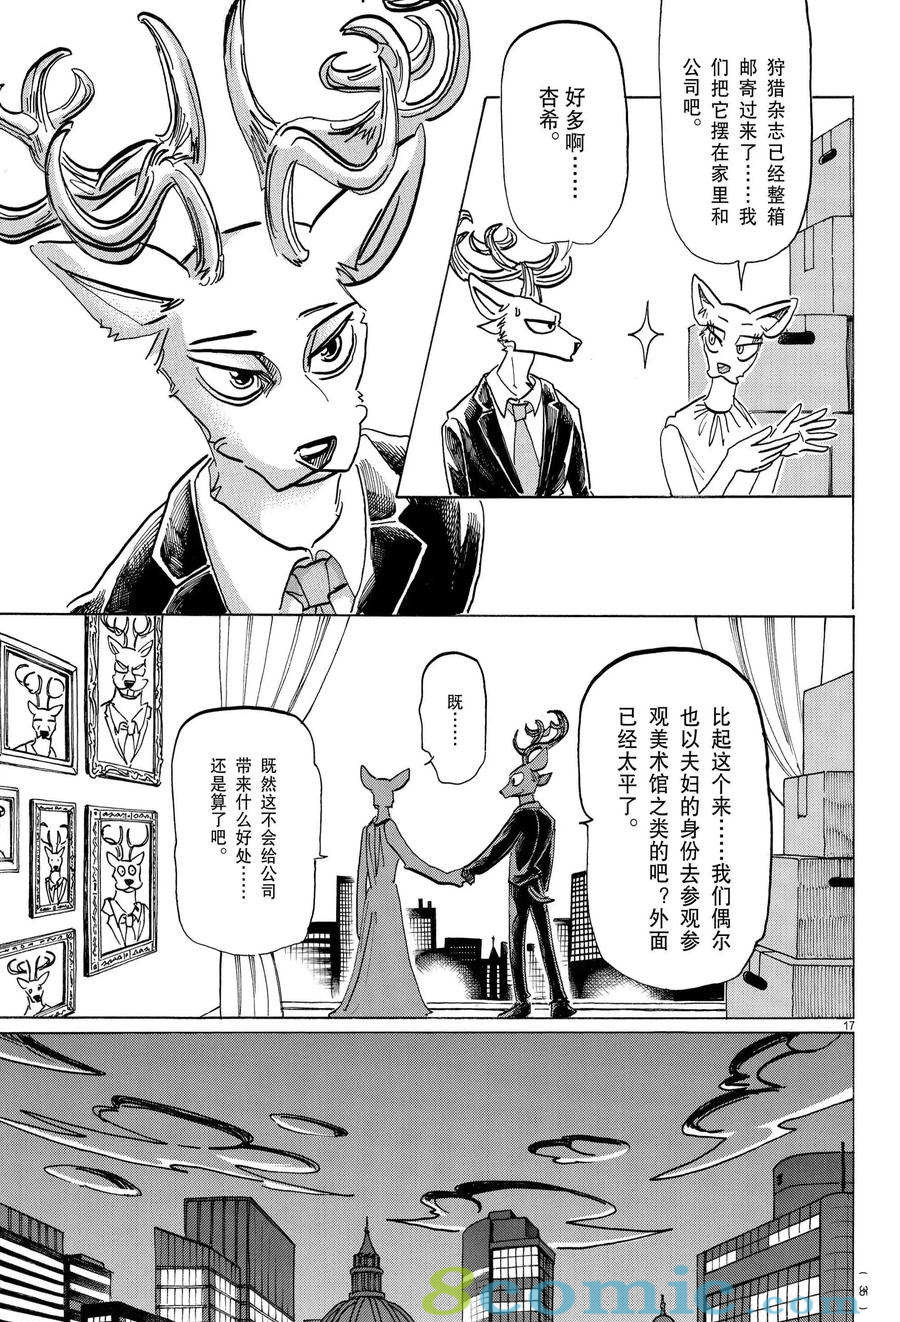 狩猎杂志已经整箱
邮寄过来了……我
们把它摆在家里和
公司吧。
好多啊……
杏希。
比起这个来……我们偶尔
也以夫妇的身份去参观参
观美术馆之类的吧？外面
已经太平了。
既……
既然这不会给公司
带来什么好处……
还是算了吧。
17
8comic.com